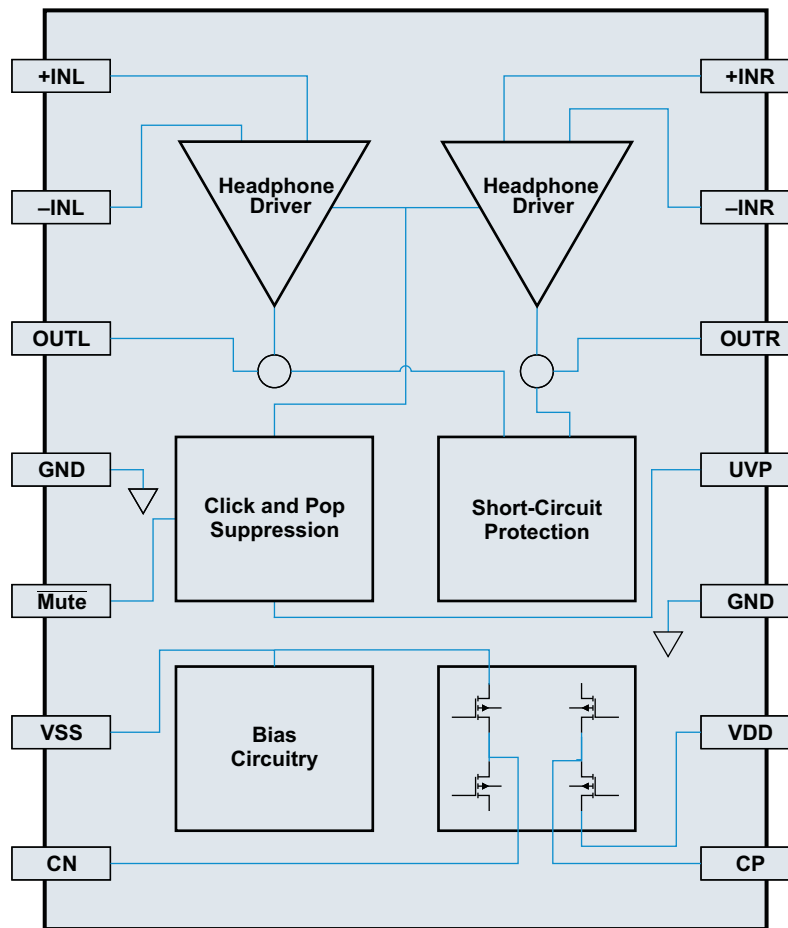 +INL
+INR
Headphone
Driver
Headphone
Driver
–INL
–INR
OUTL
OUTR
GND
UVP
Click and Pop
Suppression
Short-Circuit
Protection
M̅u̅t̅e̅
GND
VSS
Bias
Circuitry
VDD
CN
CP